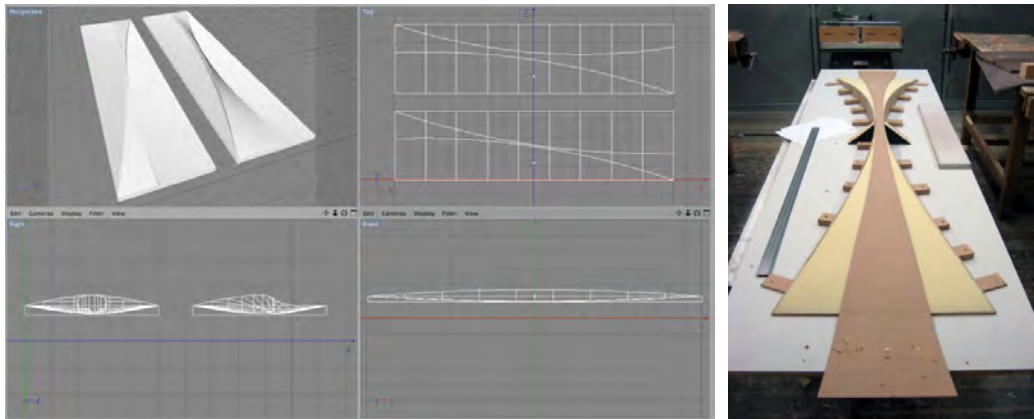 Perspective
Top
Edit Cameras Display Filter View
Edit Cameras Display Filter View
Right
Front